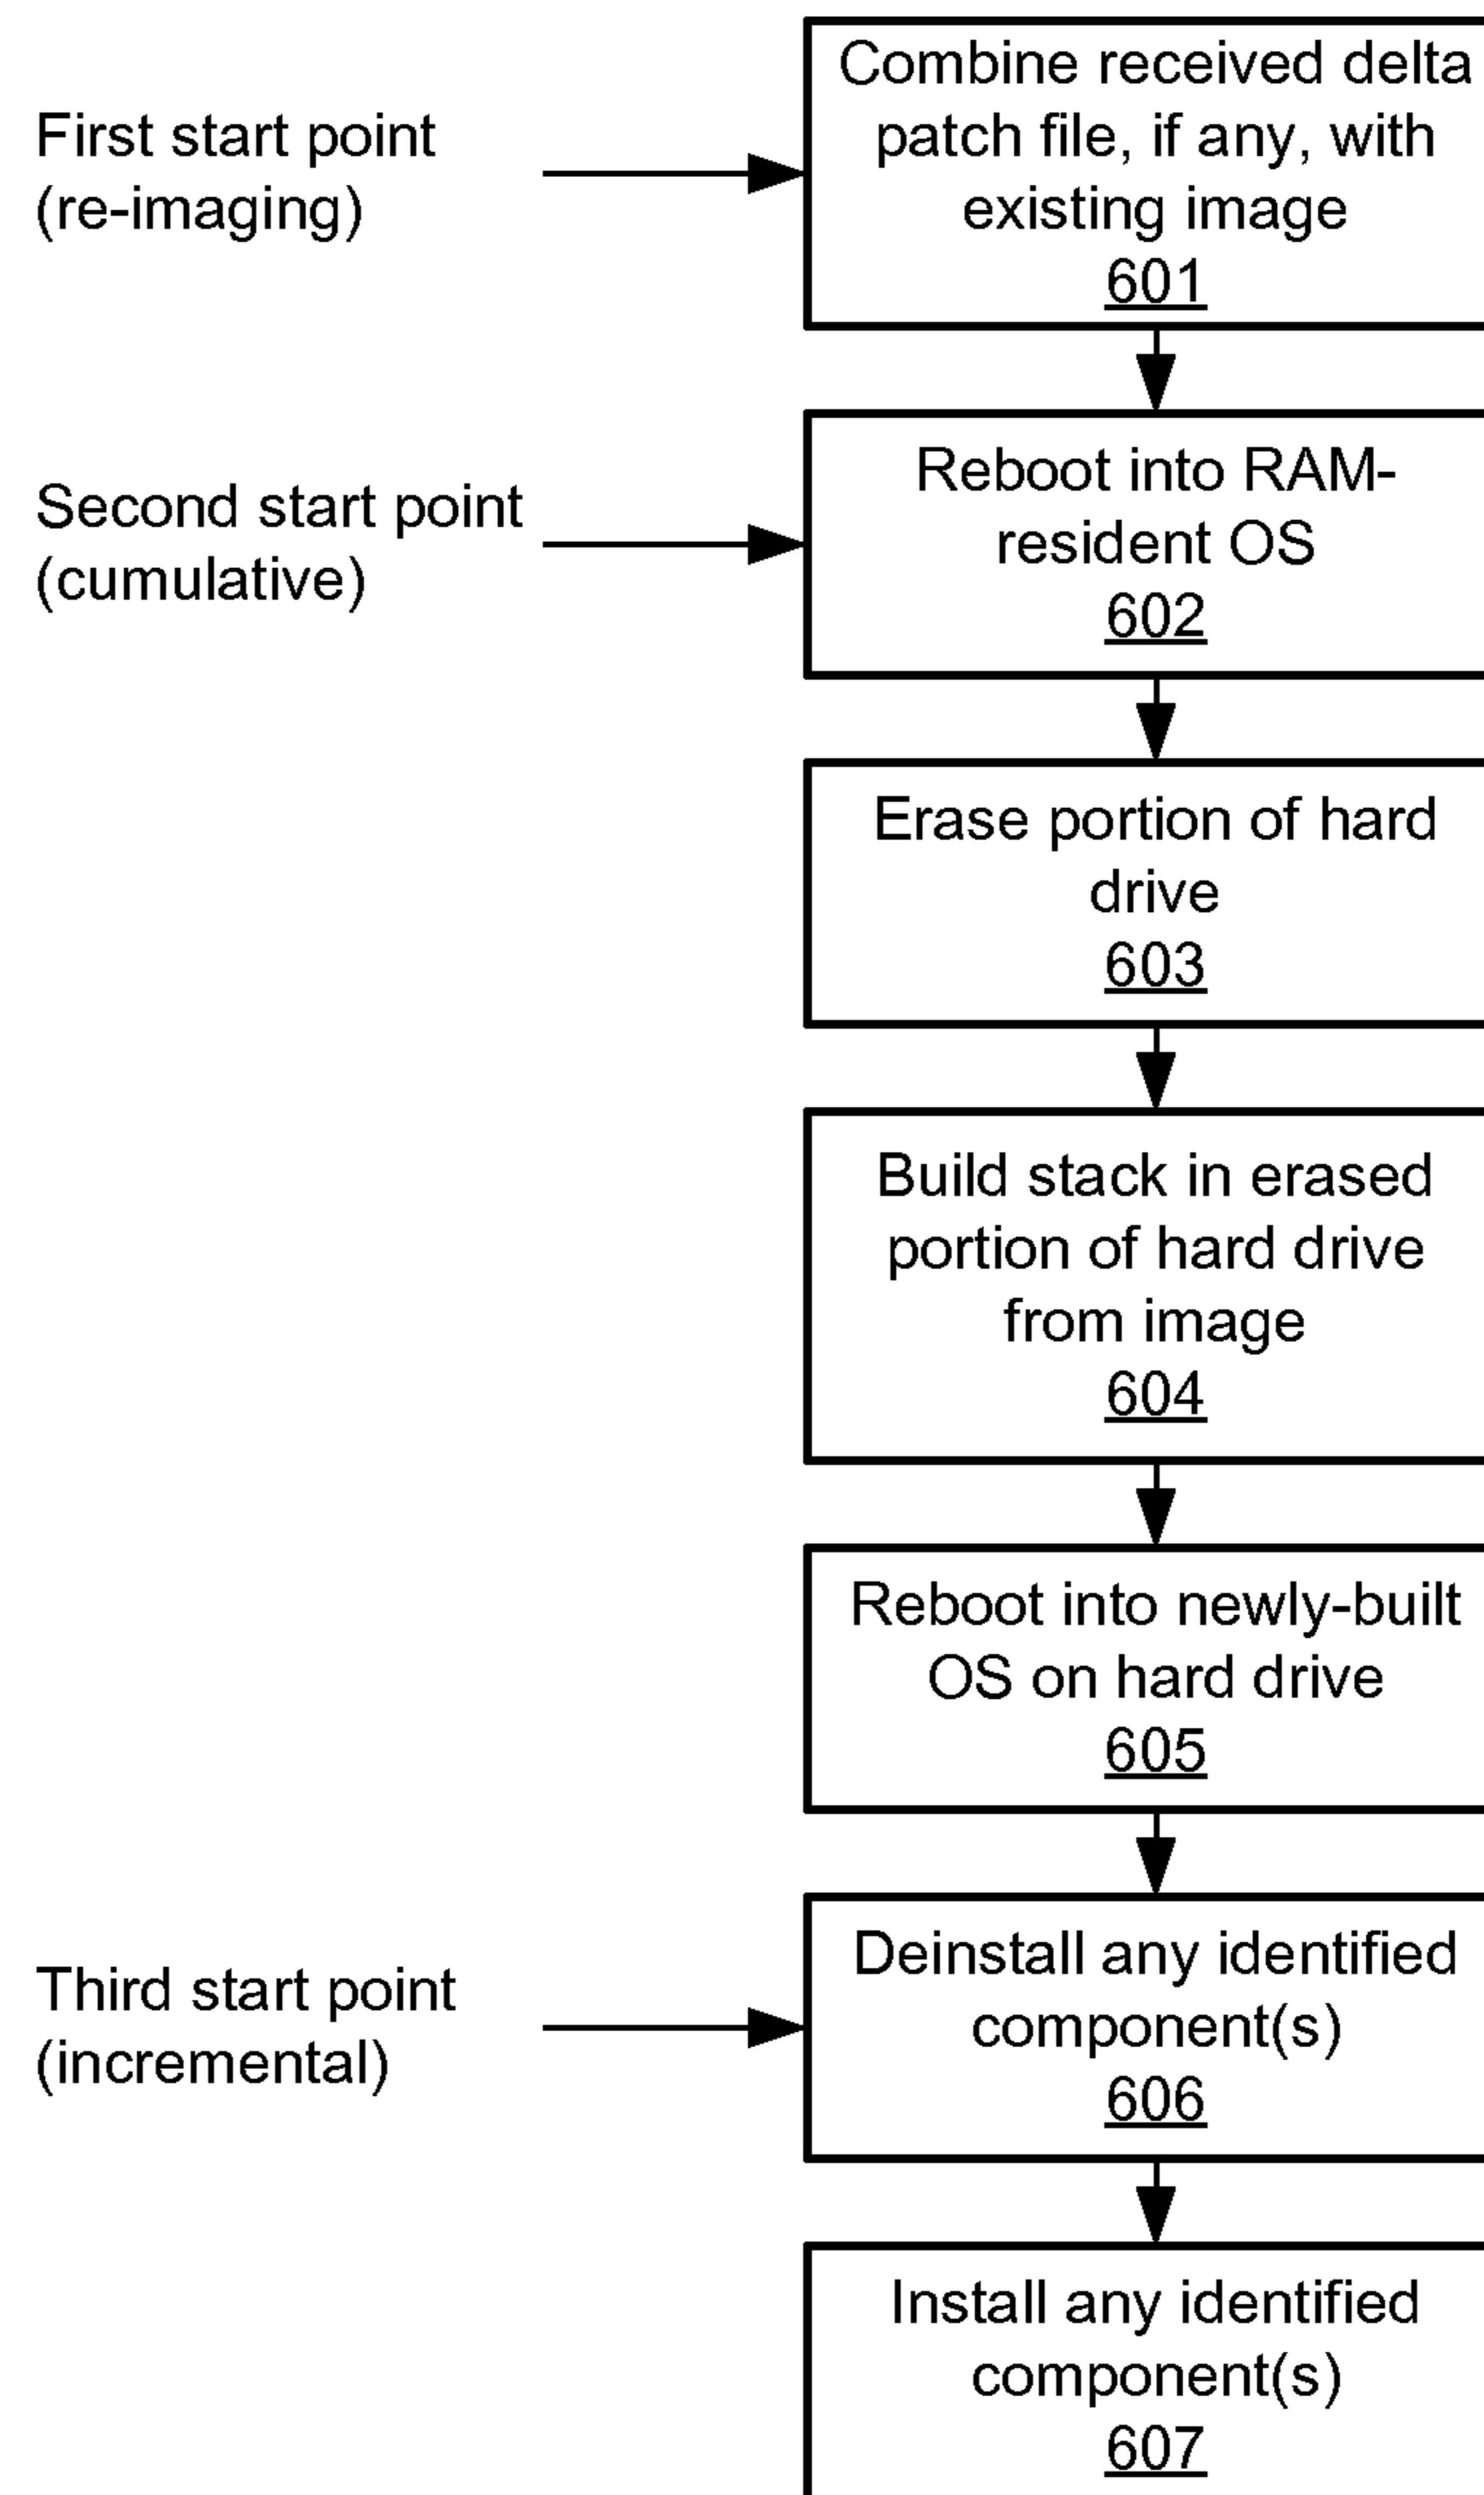 First start point
(re-imaging)
Combine received delta
patch file, if any, with
existing image
601
Second start point
(cumulative)
Reboot into RAM-
resident OS
602
Erase portion of hard
drive
603
Build stack in erased
portion of hard drive
from image
604
Reboot into newly-built
OS on hard drive
605
Third start point
(incremental)
Deinstall any identified
component(s)
606
Install any identified
component(s)
607